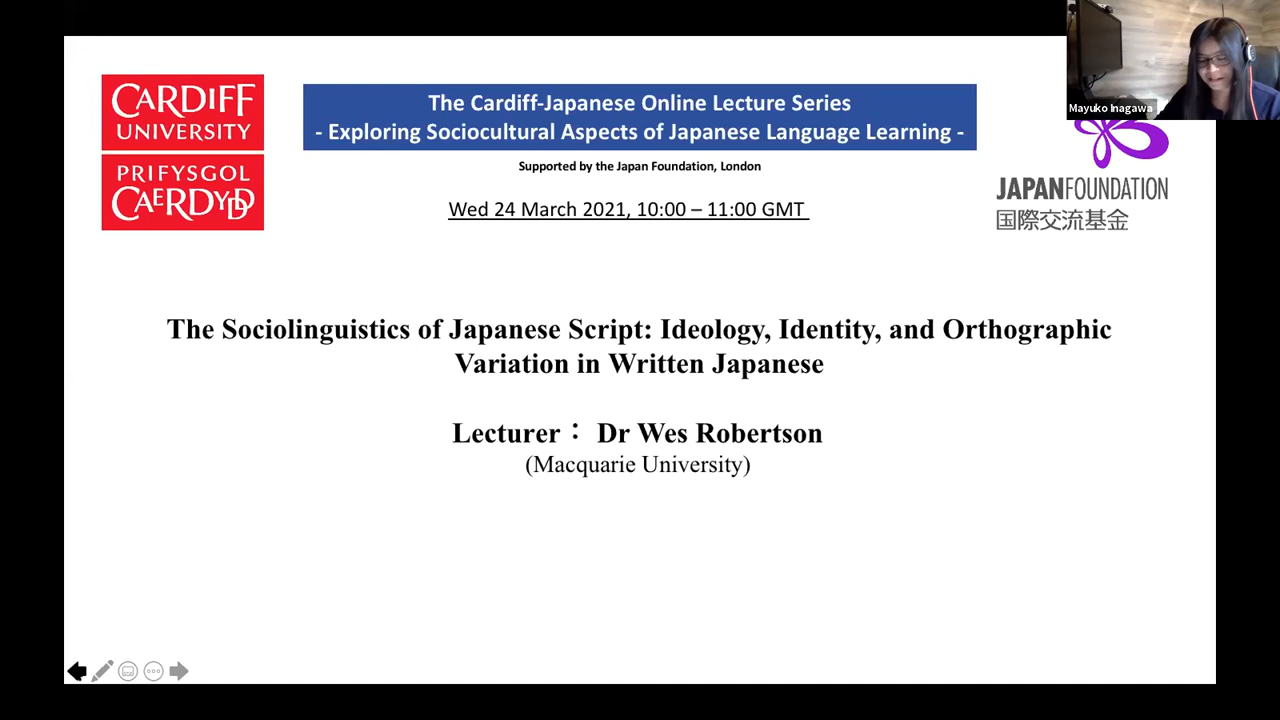 CARDIFF
UNIVERSITY
PRIFYSGOL
CAERDYDD
The Cardiff-Japanese Online Lecture Series
- Exploring Sociocultural Aspects of Japanese Language Learning -
Supported by the Japan Foundation, London
Wed 24 March 2021, 10:00 – 11:00 GMT
Mayuko Inagawa
JAPANFOUNDATION
国際交流基金
The Sociolinguistics of Japanese Script: Ideology, Identity, and Orthographic
Variation in Written Japanese
Lecturer： Dr Wes Robertson
(Macquarie University)